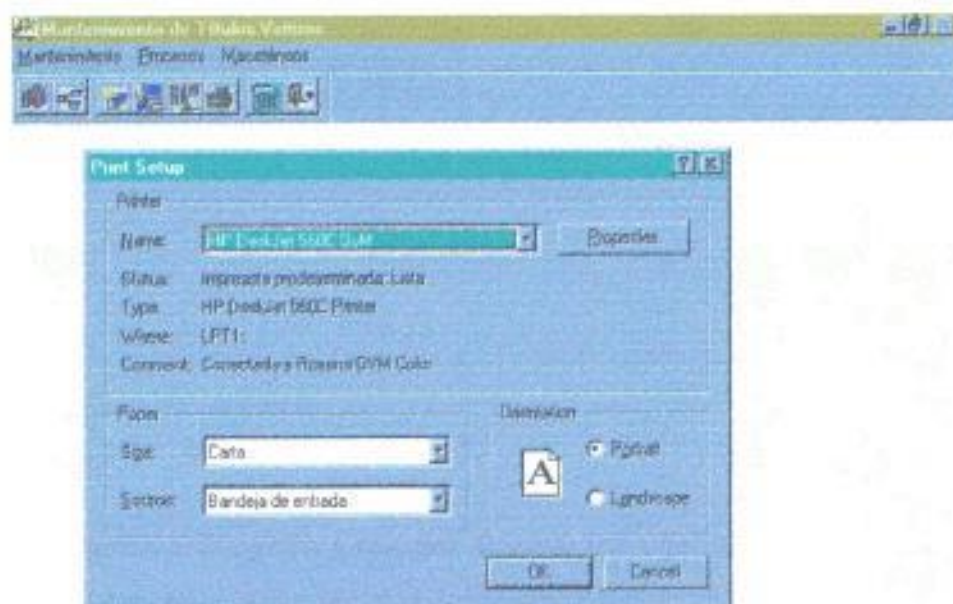 Mantenimiento de Títulos Valores
Mantenimiento Procesos
Print Setup
Printer
Name: HP DeskJet 560C GVM Properties
Status: Impresora predeterminada; Lista
Type: HP DeskJet 560C Printer
Where: LPT1:
Comment: Conectada a GVM Color
Paper
Size: Carta
Source: Bandeja de entrada
Orientation
A
Portrait
Landscape
OK Cancel